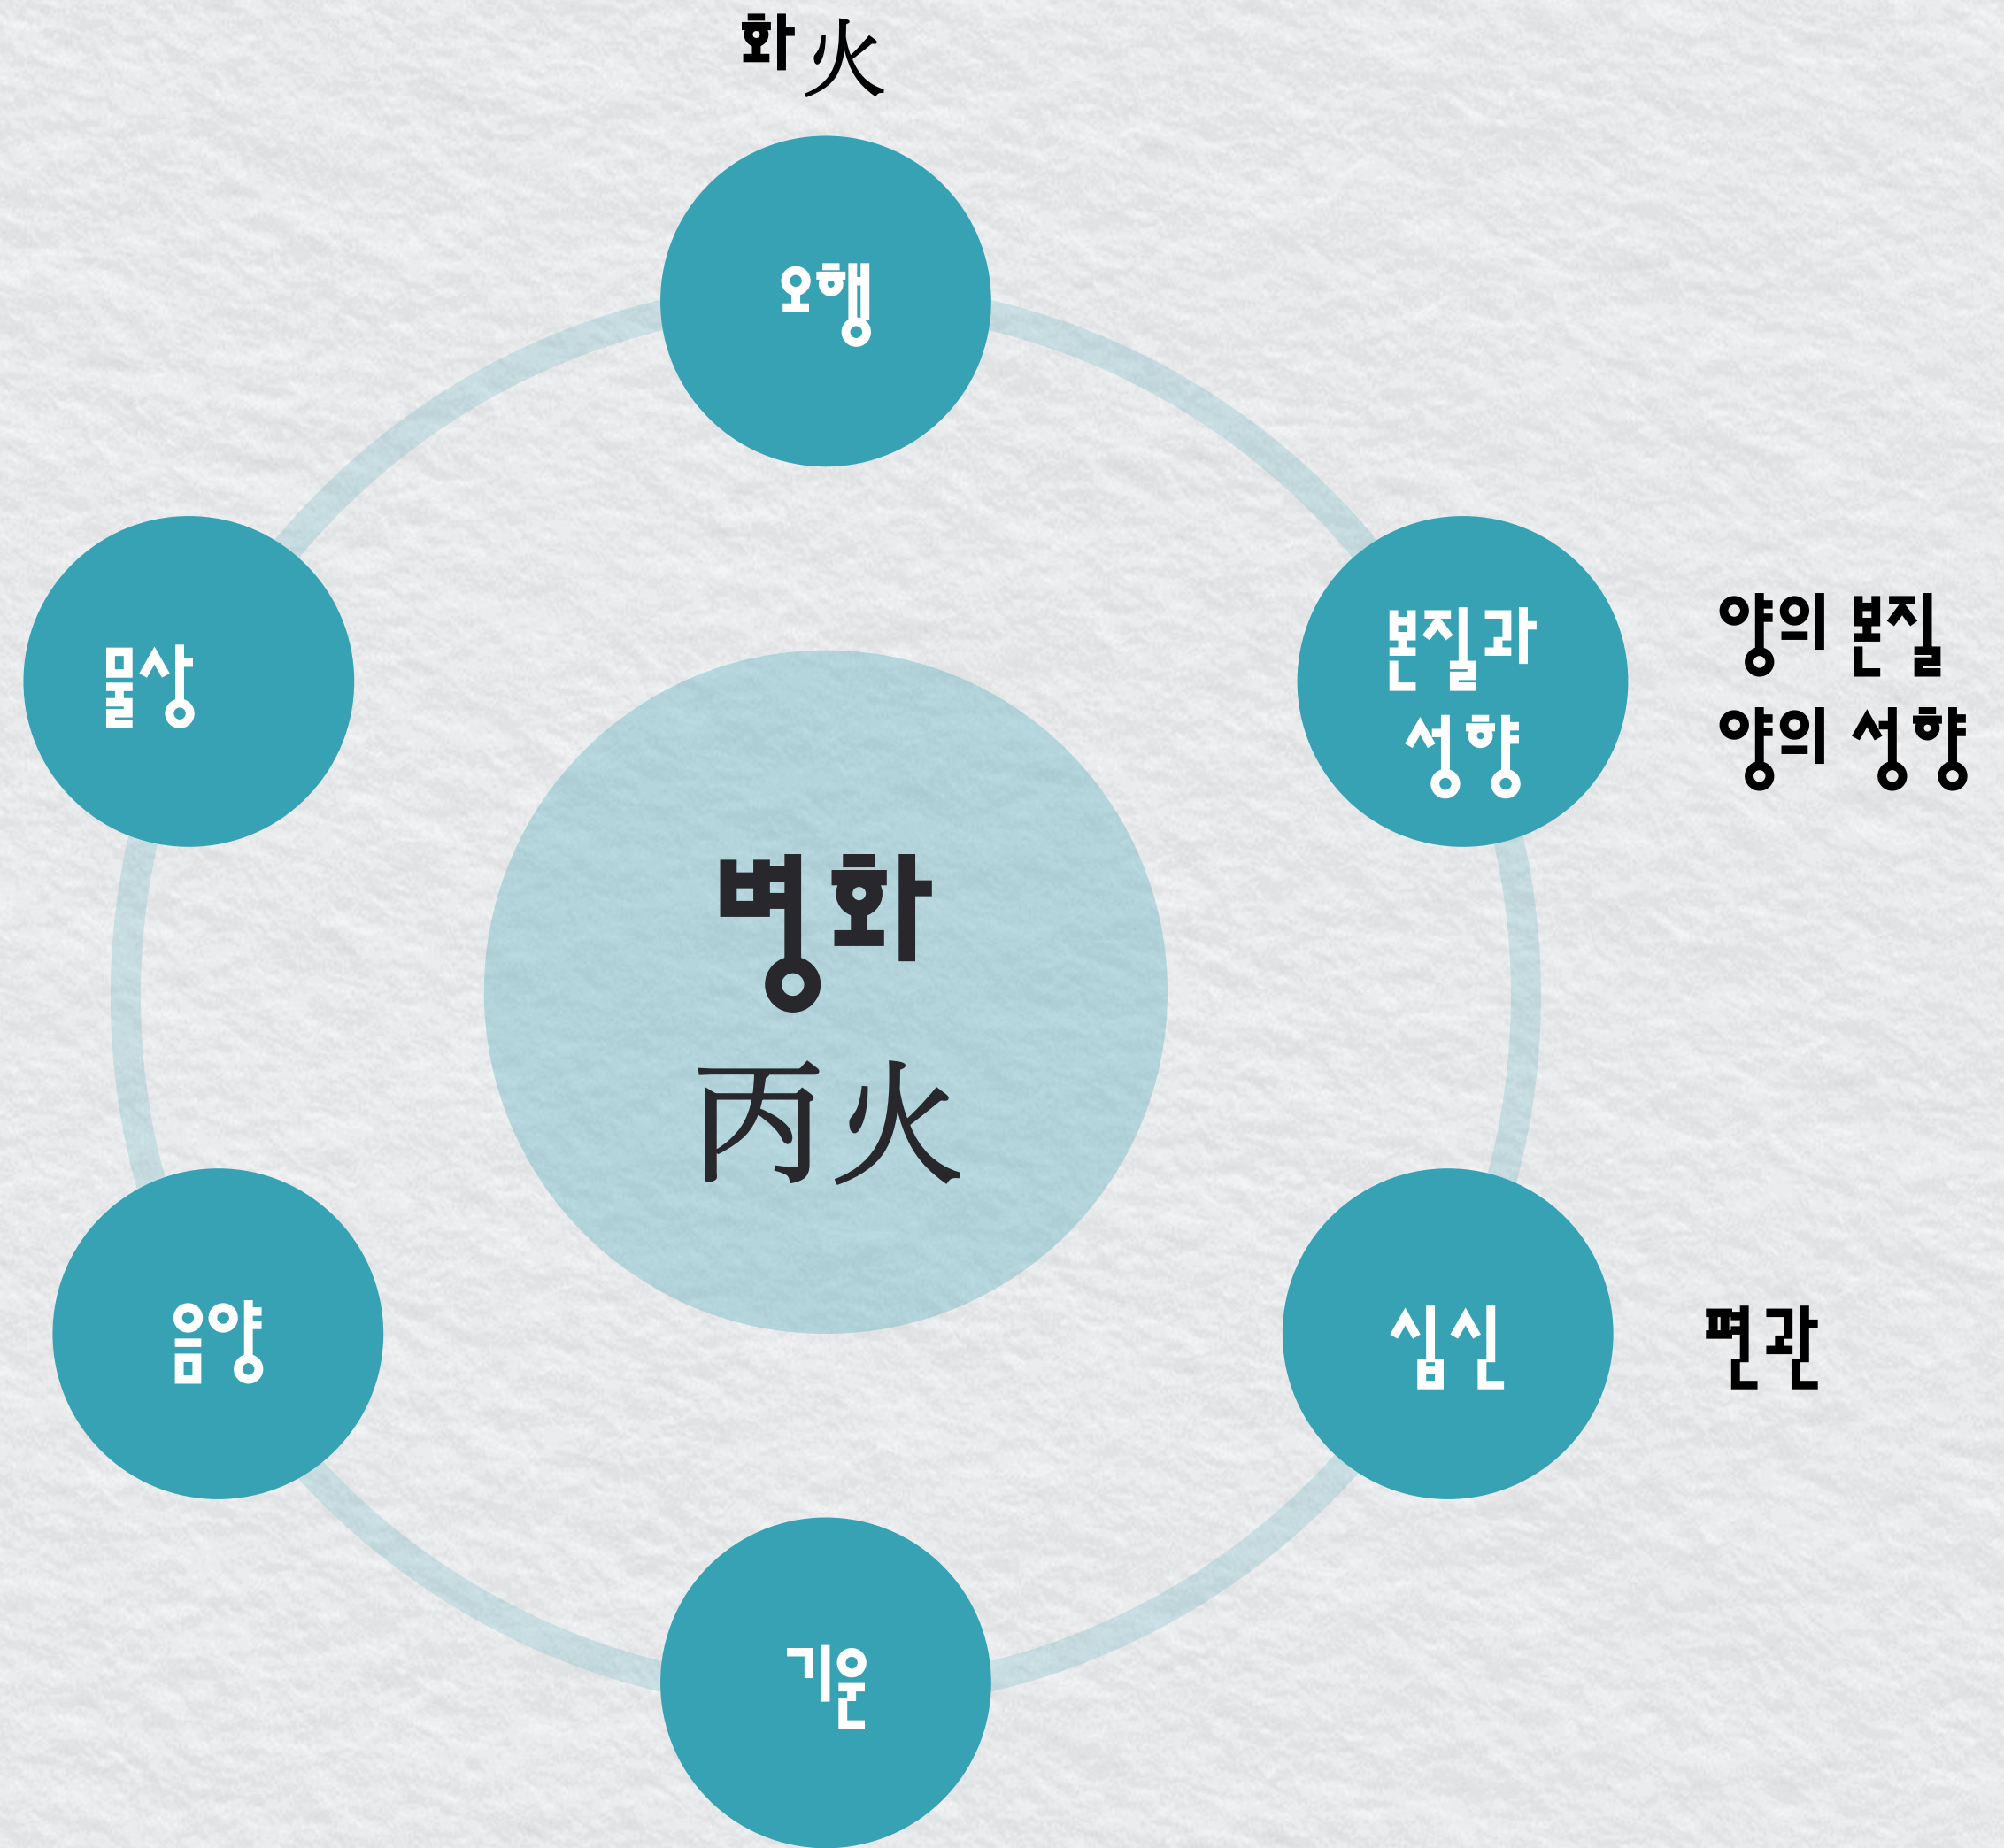 화火
오행
물상
본질과
성향
양의 본질
양의 성향
병화
丙火
음양
십신
편관
기운